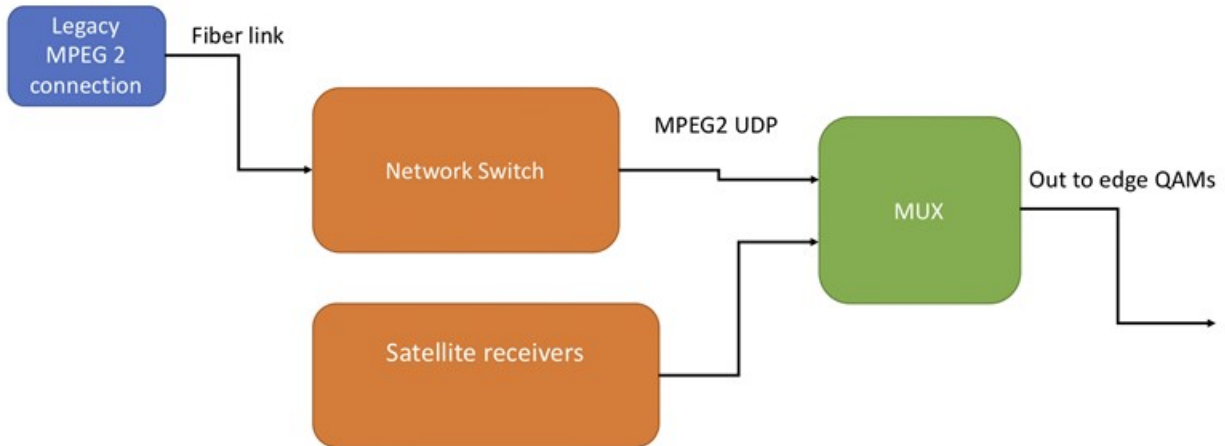 Legacy
MPEG 2
connection
Fiber link
Network Switch
MPEG2 UDP
MUX
Out to edge QAMs
Satellite receivers